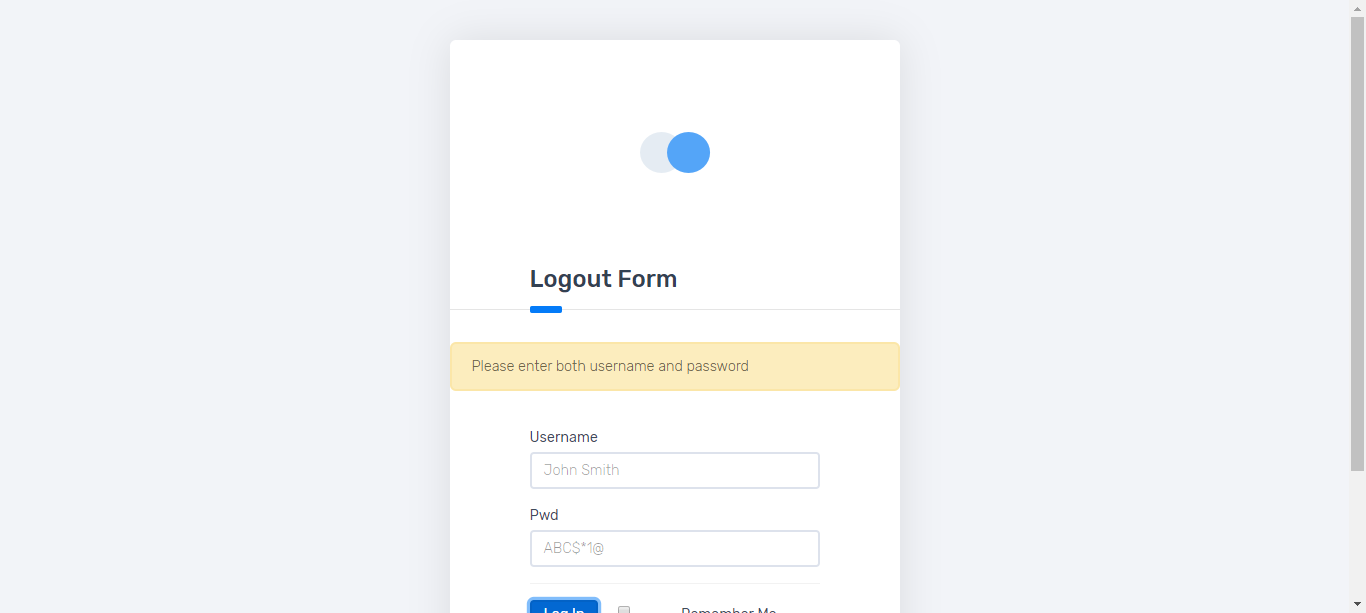 Logout Form
Please enter both username and password
Username
John Smith
Pwd
ABC$*1@
Log In Remember Me